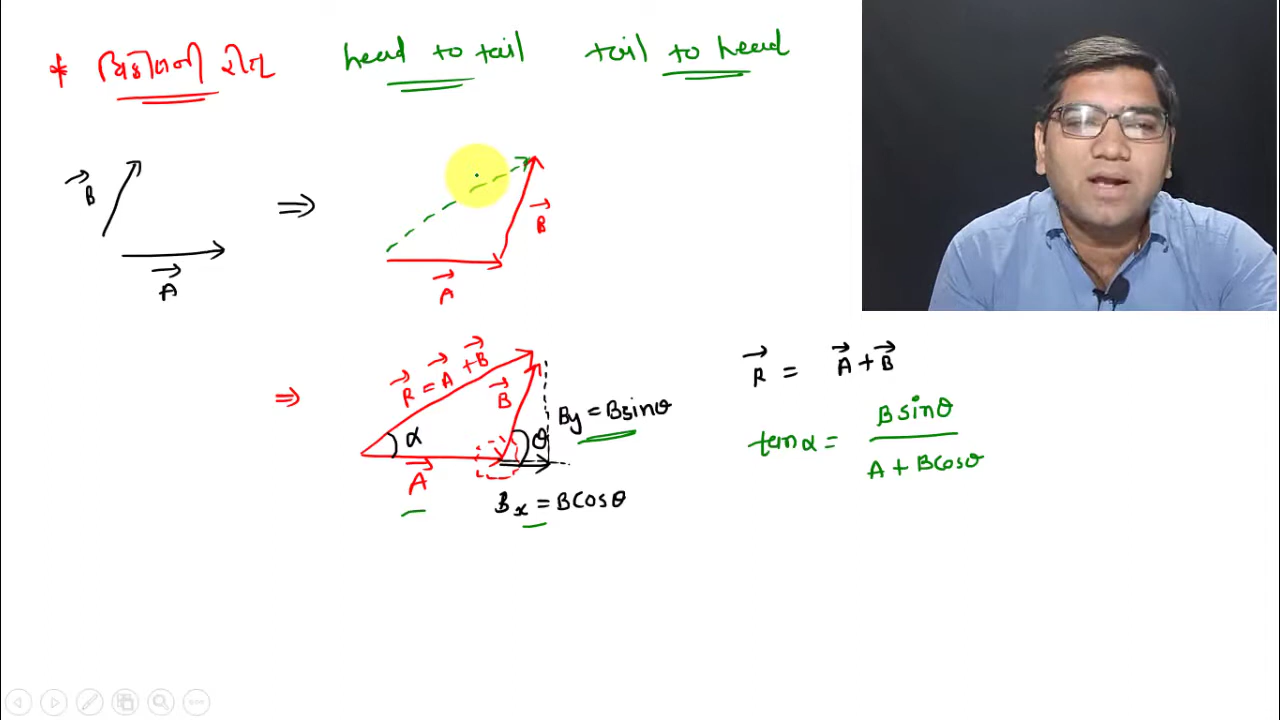 * ત્રિકોણની રીત head to tail tail to head
B⃗
A⃗
⇒
B⃗
A⃗
⇒
R⃗ = A⃗ + B⃗
B⃗
α
θ
A⃗
By = Bsinθ
Bx = BCosθ
R⃗ = A⃗ + B⃗
tanα = Bsinθ / A + BCosθ